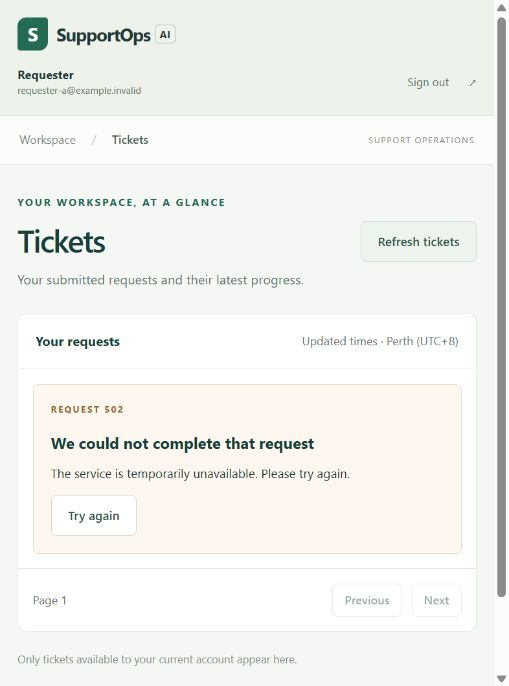 S SupportOps AI
Requester
requester-a@example.invalid
Sign out ↗
Workspace / Tickets
SUPPORT OPERATIONS
YOUR WORKSPACE, AT A GLANCE
Tickets
Refresh tickets
Your submitted requests and their latest progress.
Your requests
Updated times · Perth (UTC+8)
REQUEST 502
We could not complete that request
The service is temporarily unavailable. Please try again.
Try again
Page 1
Previous
Next
Only tickets available to your current account appear here.